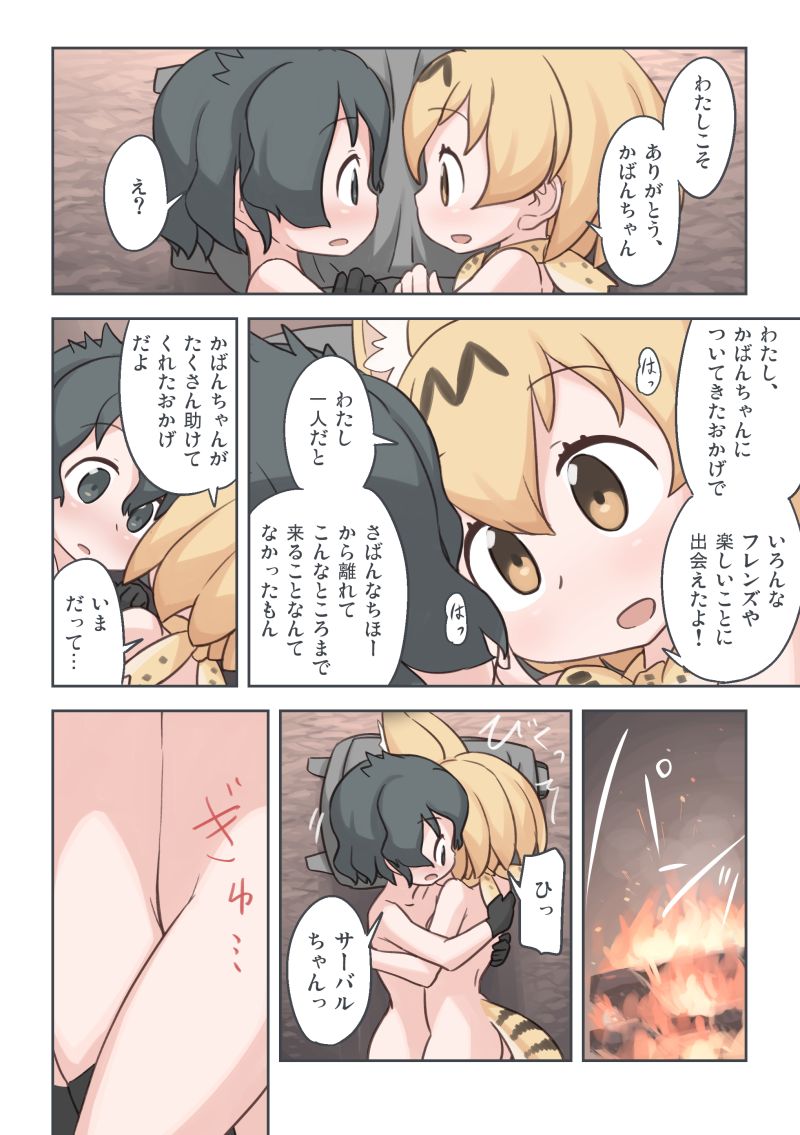 わたしこそ
ありがとう、
かばんちゃん
え？
わたし、
かばんちゃんに
ついてきたおかげで
いろんな
フレンズや
楽しいことに
出会えたよ！
はっ
わたし
一人だと
さばんなちほー
から離れて
こんなところまで
来ることなんて
なかったもん
はっ
かばんちゃんが
たくさん助けて
くれたおかげ
だよ
いま
だって…
パシッ
びくっ
ひっ
サーバル
ちゃんっ
ぎゅ…